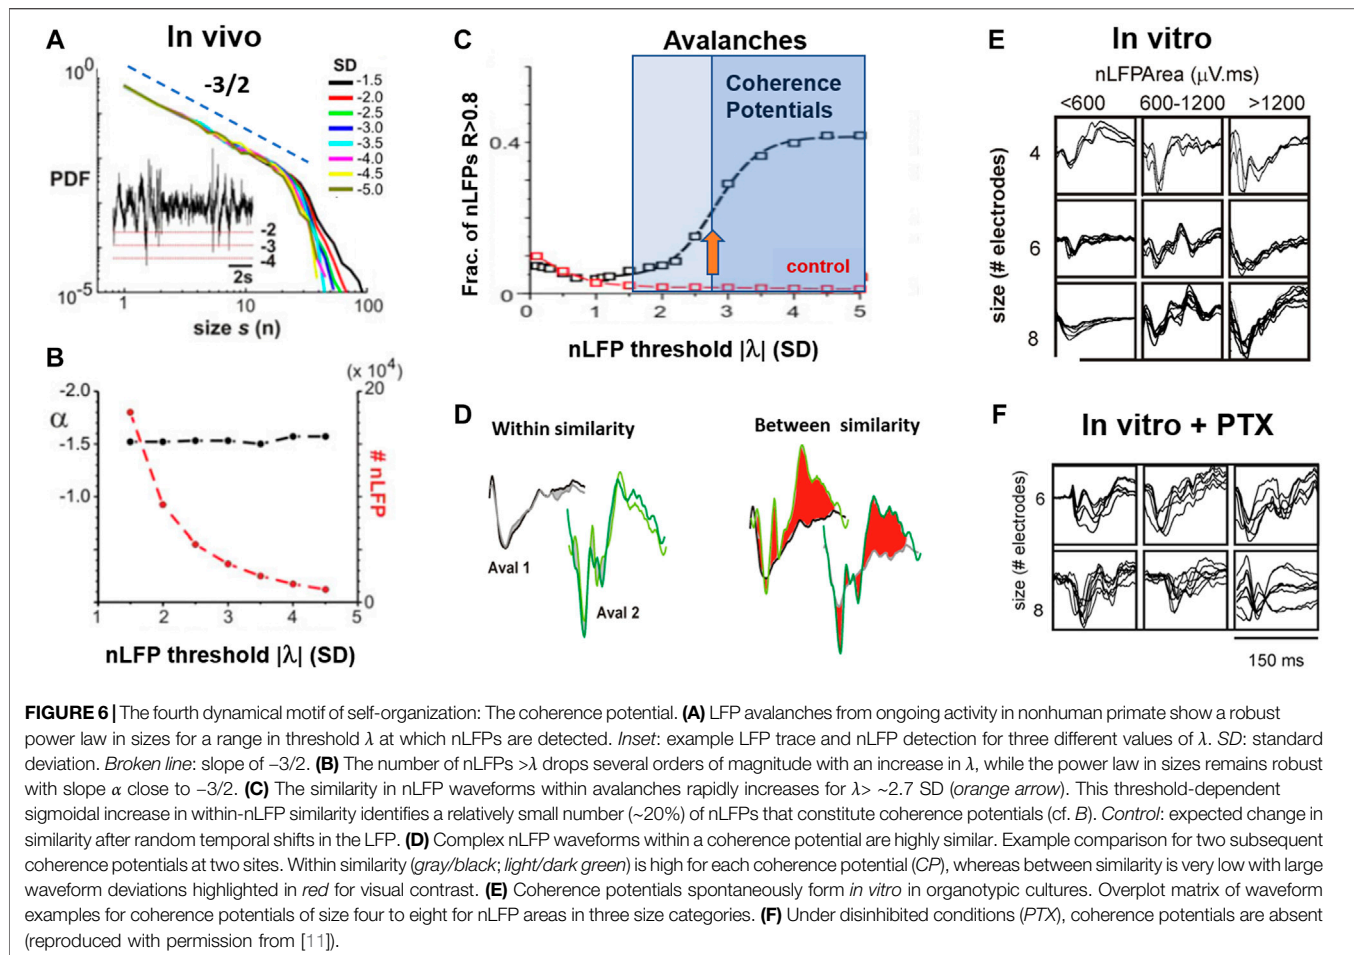 A
In vivo
10⁰
-3/2
SD
-1.5
-2.0
-2.5
-3.0
-3.5
-4.0
-4.5
-5.0
PDF
-2
-3
-4
2s
10⁻⁵
1
10
100
size s (n)
B
(x 10⁴)
-2.0
20
α
-1.5
-1.0
# nLFP
0
1
2
3
4
5
nLFP threshold |λ| (SD)
C
Avalanches
Coherence
Potentials
0.4
0
Frac. of nLFPs R>0.8
control
0
1
2
3
4
5
nLFP threshold |λ| (SD)
D
Within similarity
Between similarity
Aval 1
Aval 2
E
In vitro
nLFPArea (μV.ms)
<600
600-1200
>1200
size (# electrodes)
4
6
8
F
In vitro + PTX
size (# electrodes)
6
8
150 ms
FIGURE 6 | The fourth dynamical motif of self-organization: The coherence potential. (A) LFP avalanches from ongoing activity in nonhuman primate show a robust
power law in sizes for a range in threshold λ at which nLFPs are detected. Inset: example LFP trace and nLFP detection for three different values of λ. SD: standard
deviation. Broken line: slope of −3/2. (B) The number of nLFPs >λ drops several orders of magnitude with an increase in λ, while the power law in sizes remains robust
with slope α close to −3/2. (C) The similarity in nLFP waveforms within avalanches rapidly increases for λ> ~2.7 SD (orange arrow). This threshold-dependent
sigmoidal increase in within-nLFP similarity identifies a relatively small number (~20%) of nLFPs that constitute coherence potentials (cf. B). Control: expected change in
similarity after random temporal shifts in the LFP. (D) Complex nLFP waveforms within a coherence potential are highly similar. Example comparison for two subsequent
coherence potentials at two sites. Within similarity (gray/black; light/dark green) is high for each coherence potential (CP), whereas between similarity is very low with large
waveform deviations highlighted in red for visual contrast. (E) Coherence potentials spontaneously form in vitro in organotypic cultures. Overplot matrix of waveform
examples for coherence potentials of size four to eight for nLFP areas in three size categories. (F) Under disinhibited conditions (PTX), coherence potentials are absent
(reproduced with permission from [11]).